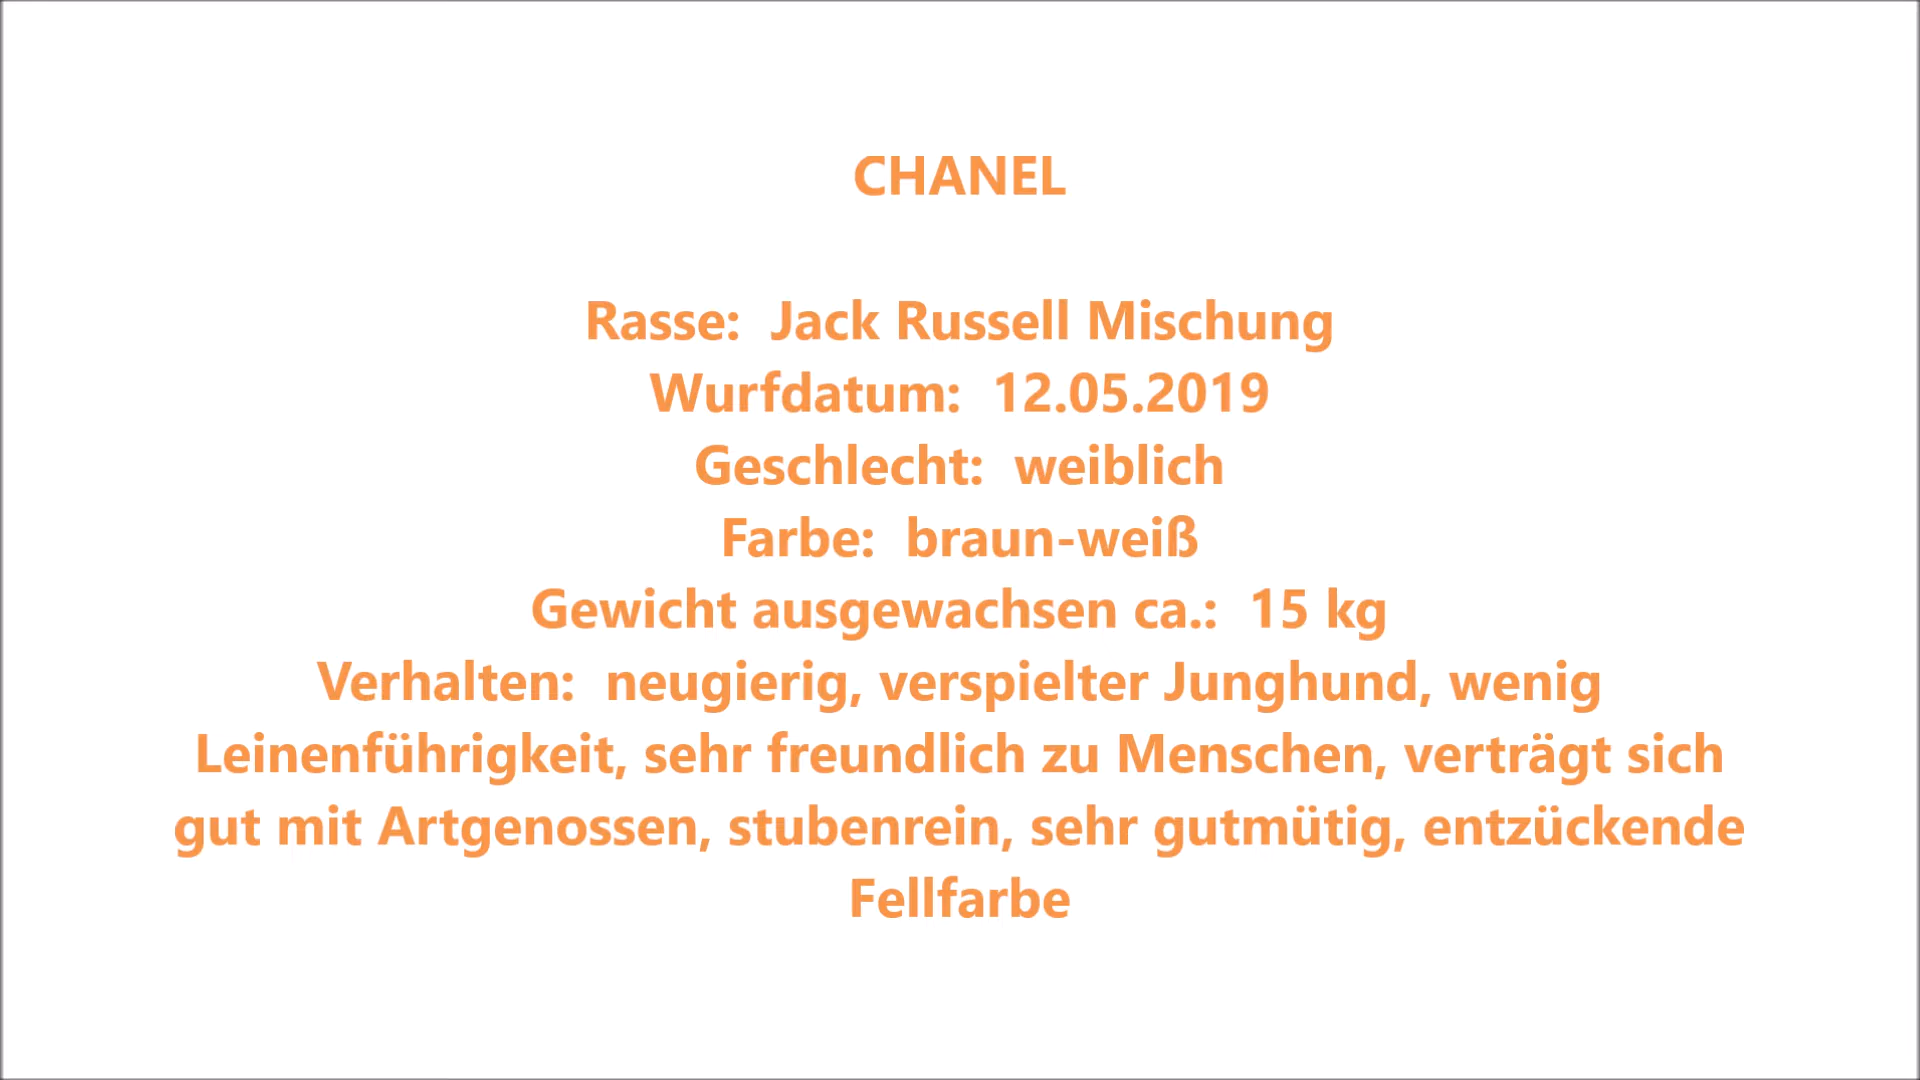 CHANEL
Rasse:  Jack Russell Mischung
Wurfdatum:  12.05.2019
Geschlecht:  weiblich
Farbe:  braun-weiß
Gewicht ausgewachsen ca.:  15 kg
Verhalten:  neugierig, verspielter Junghund, wenig
Leinenführigkeit, sehr freundlich zu Menschen, verträgt sich
gut mit Artgenossen, stubenrein, sehr gutmütig, entzückende
Fellfarbe